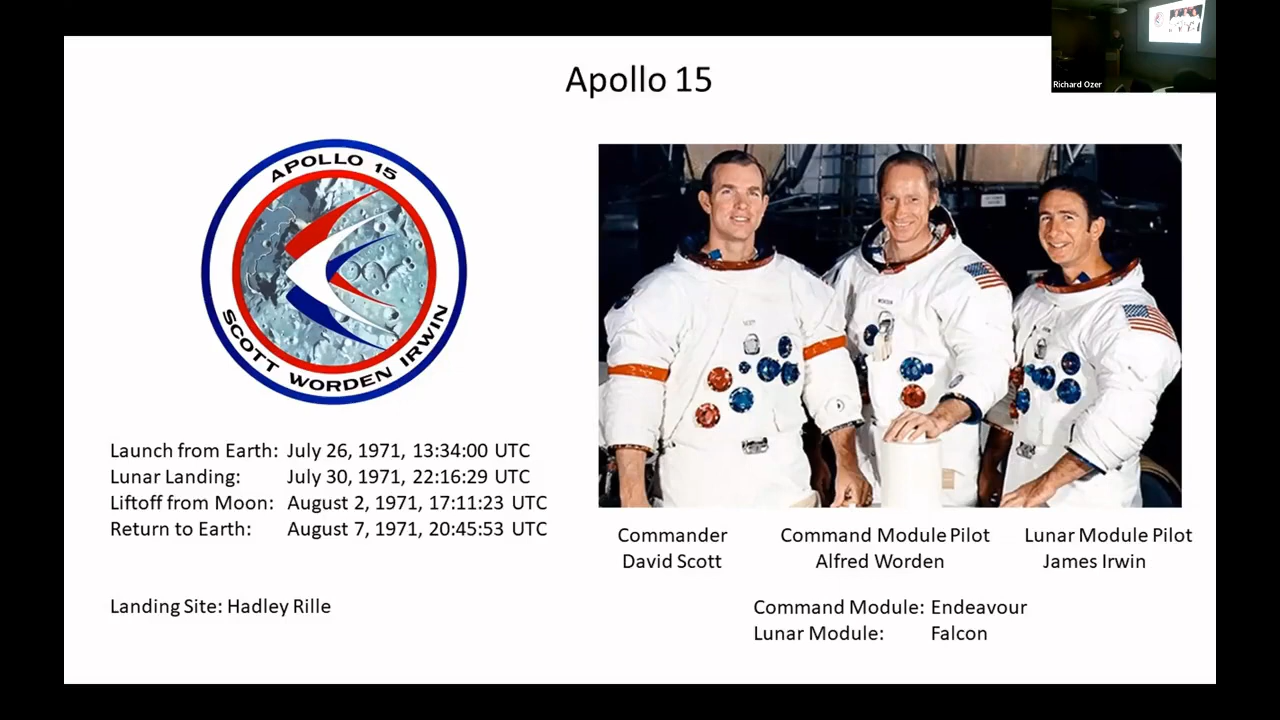 Apollo 15
Richard Ozer
APOLLO 15
SCOTT WORDEN IRWIN
Launch from Earth: July 26, 1971, 13:34:00 UTC
Lunar Landing: July 30, 1971, 22:16:29 UTC
Liftoff from Moon: August 2, 1971, 17:11:23 UTC
Return to Earth: August 7, 1971, 20:45:53 UTC
Landing Site: Hadley Rille
Commander
David Scott
Command Module Pilot
Alfred Worden
Lunar Module Pilot
James Irwin
Command Module: Endeavour
Lunar Module: Falcon